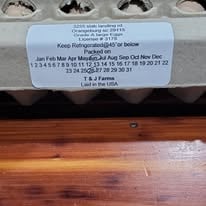 3255 slab landing rd
Orangeburg sc 29115
Grade A large Eggs
License # 3178
Keep Refrigerated@45°or below
Packed on
Jan Feb Mar Apr May Jun Jul Aug Sep Oct Nov Dec
1 2 3 4 5 6 7 8 9 10 11 12 13 14 15 16 17 18 19 20 21 22
23 24 25 26 27 28 29 30 31
T & J Farms
Laid in the USA